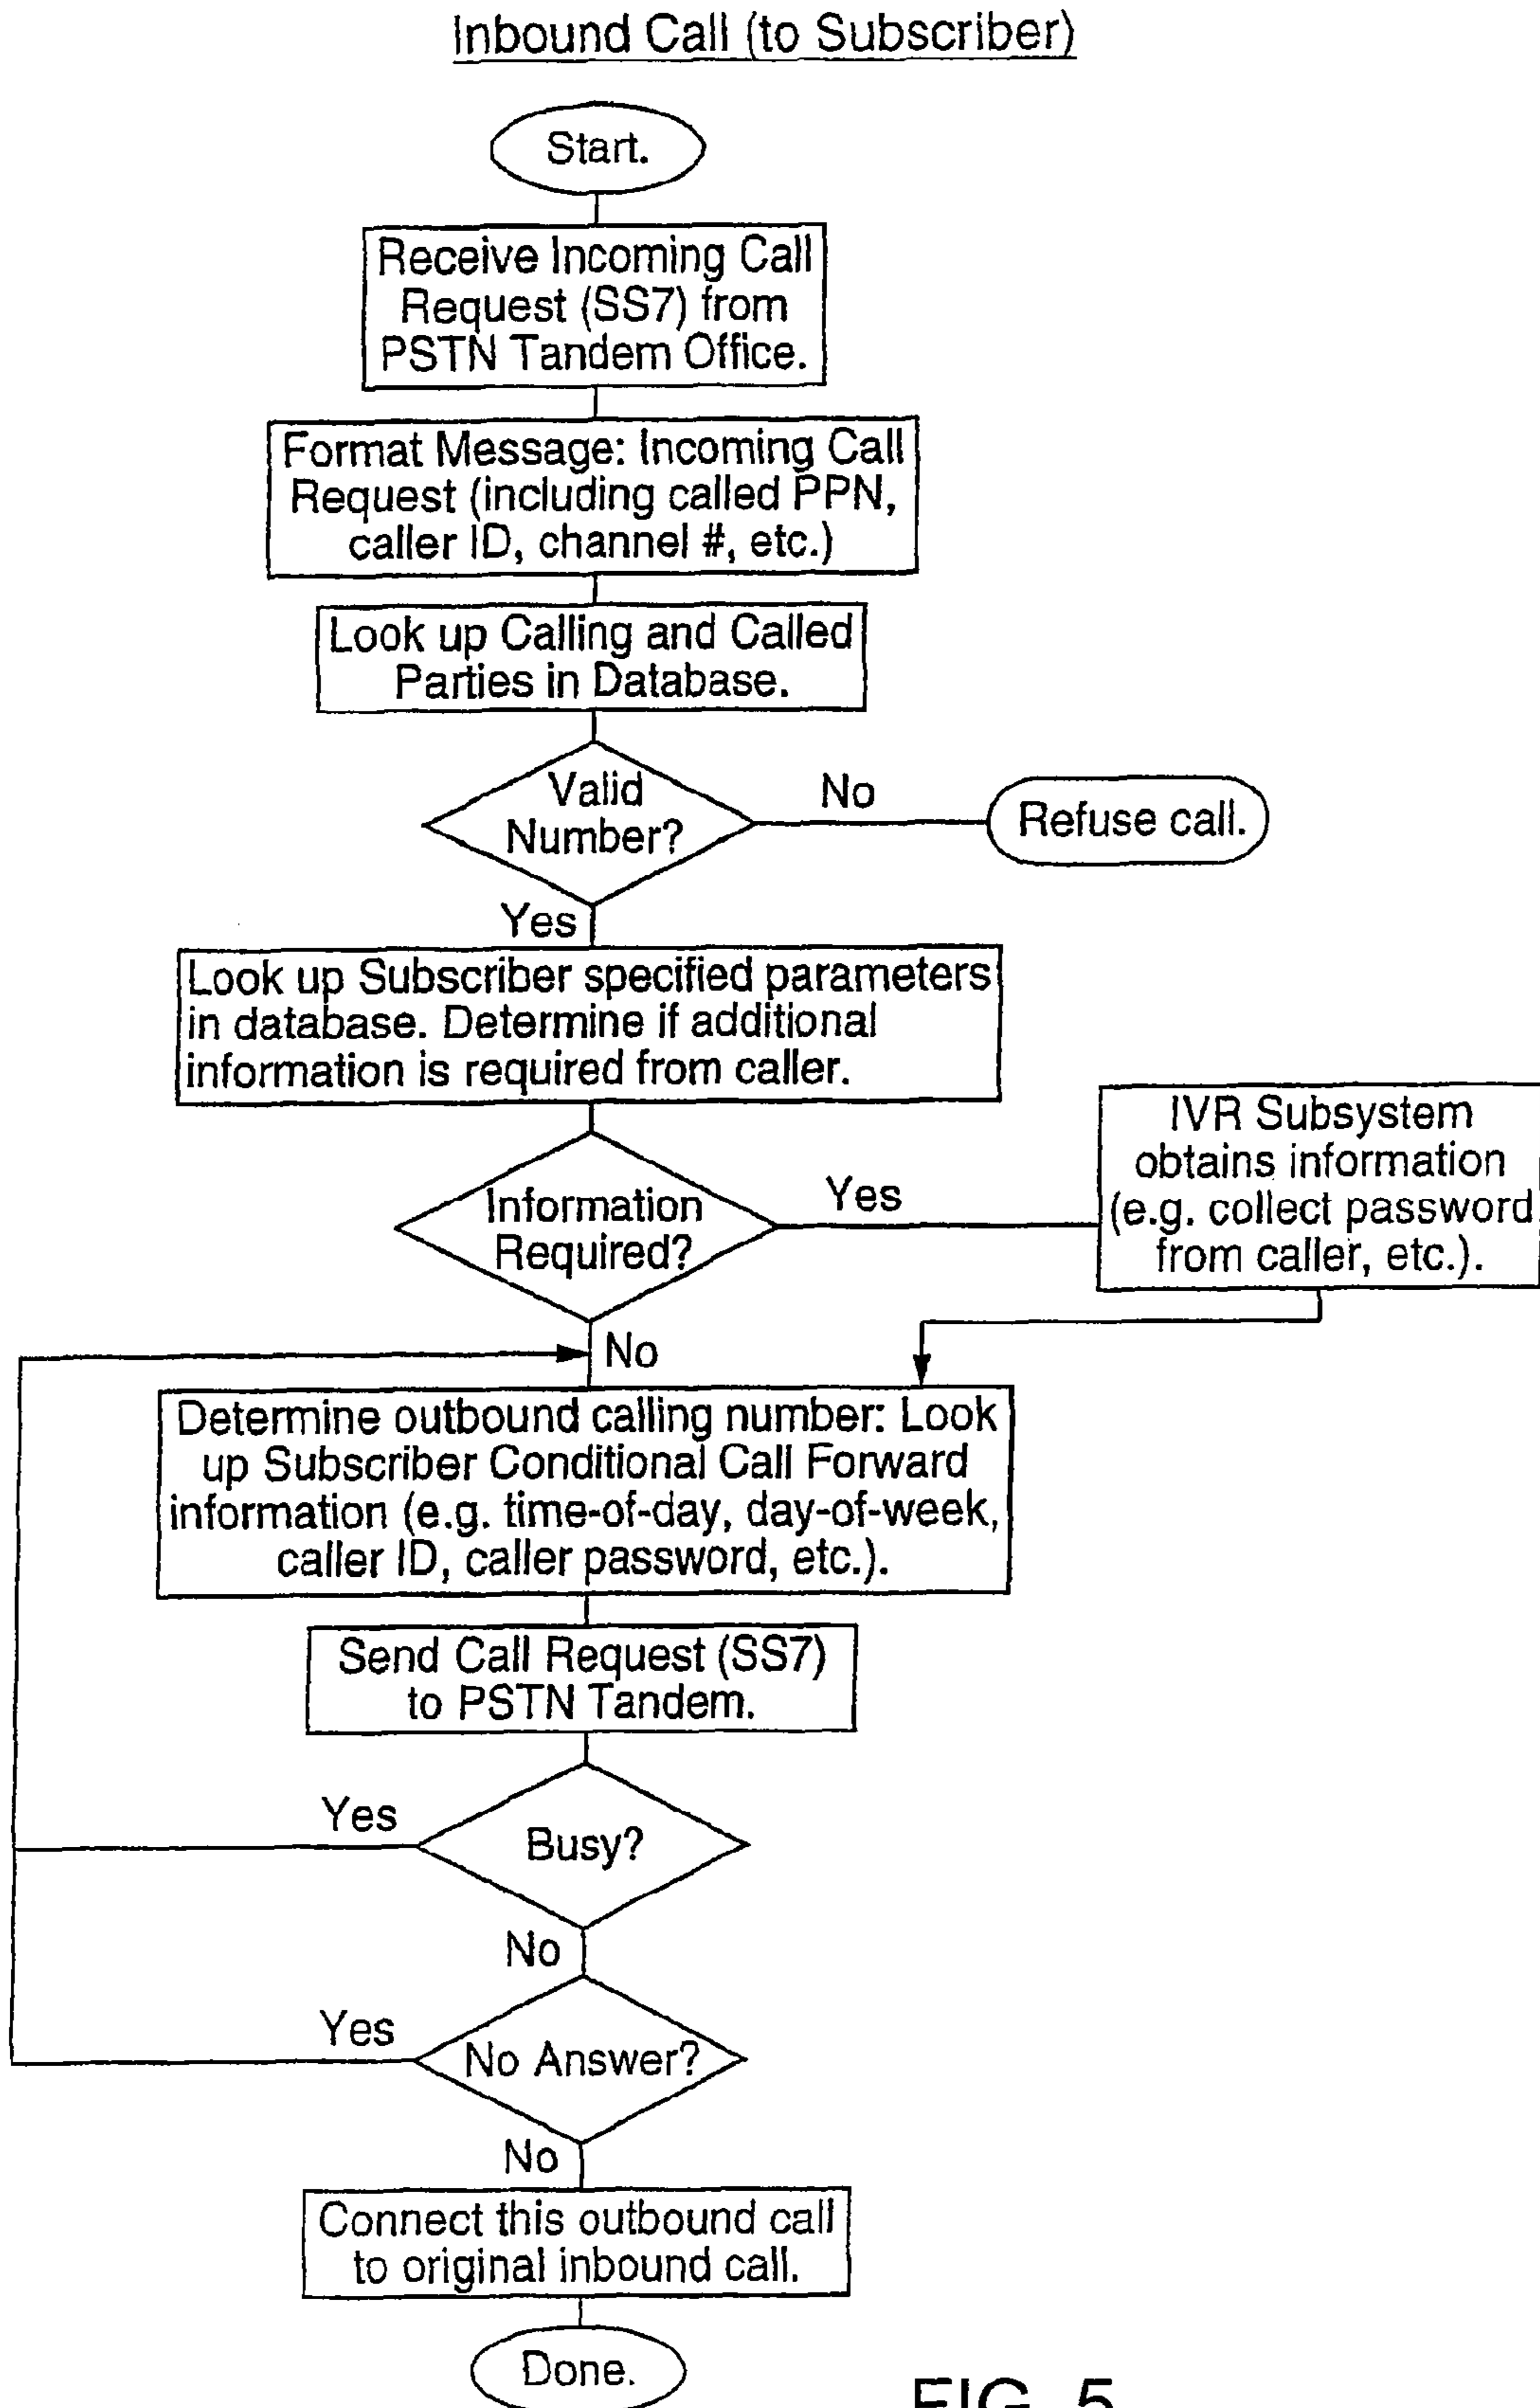 Inbound Call (to Subscriber)
Start.
Receive Incoming Call
Request (SS7) from
PSTN Tandem Office.
Format Message: Incoming Call
Request (including called PPN,
caller ID, channel #, etc.)
Look up Calling and Called
Parties in Database.
Valid
Number?
No
Refuse call.
Yes
Look up Subscriber specified parameters
in database. Determine if additional
information is required from caller.
Information
Required?
Yes
IVR Subsystem
obtains information
(e.g. collect password
from caller, etc.).
No
Determine outbound calling number: Look
up Subscriber Conditional Call Forward
information (e.g. time-of-day, day-of-week,
caller ID, caller password, etc.).
Send Call Request (SS7)
to PSTN Tandem.
Yes
Busy?
No
Yes
No Answer?
No
Connect this outbound call
to original inbound call.
Done.
FIG. 5